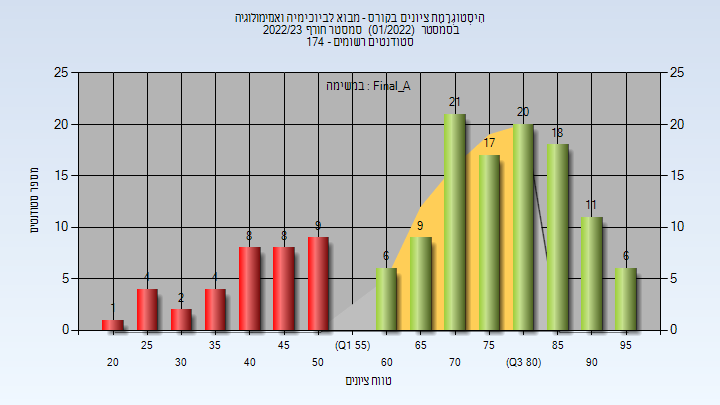 היסטוגרמת ציונים בקורס - מבוא לביוכימיה ואנזימולוגיה
בסמסטר (01/2022) סמסטר חורף 2022/23
סטודנטים רשומים - 174
במשימה : Final_A
25 25
20 20
15 15
10 10
5 5
0 0
מספר סטודנטים
1 4 2 4 8 8 9 6 9 21 17 20 18 11 6
25 35 45 (Q1 55) 65 75 85 95
20 30 40 50 60 70 (Q3 80) 90
טווח ציונים